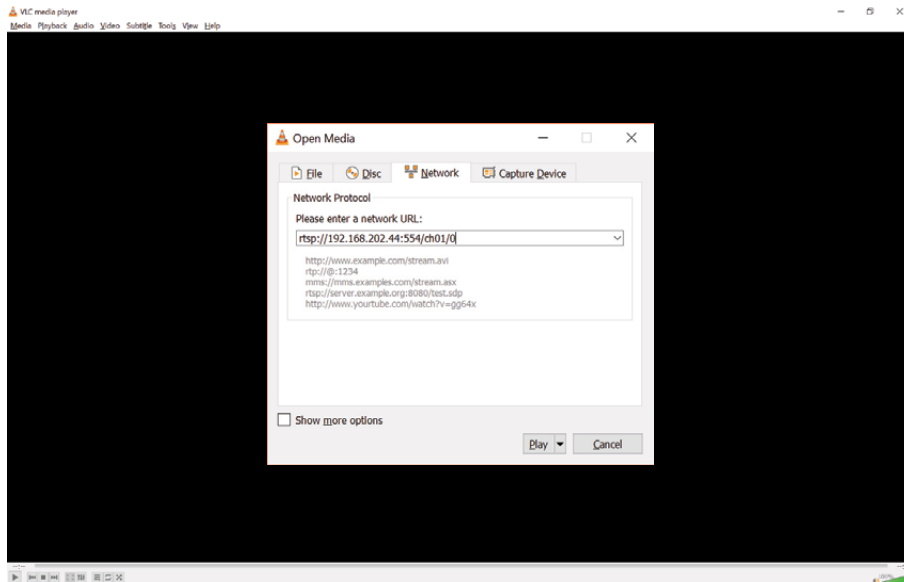 VLC media player
Media Playback Audio Video Subtitle Tools View Help
Open Media
File Disc Network Capture Device
Network Protocol
Please enter a network URL:
rtsp://192.168.202.44:554/ch01/0
http://www.example.com/stream.avi
rtp://@:1234
mms://mms.examples.com/stream.asx
rtsp://server.example.org:8080/test.sdp
http://www.yourtube.com/watch?v=gg64x
Show more options
Play Cancel